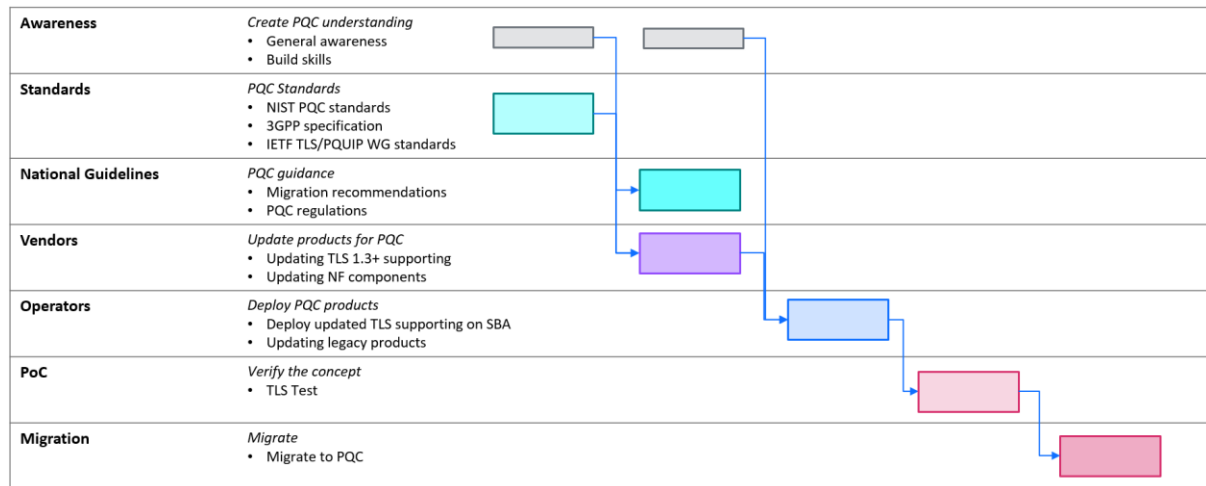 Awareness
Create PQC understanding
• General awareness
• Build skills
Standards
PQC Standards
• NIST PQC standards
• 3GPP specification
• IETF TLS/PQUIP WG standards
National Guidelines
PQC guidance
• Migration recommendations
• PQC regulations
Vendors
Update products for PQC
• Updating TLS 1.3+ supporting
• Updating NF components
Operators
Deploy PQC products
• Deploy updated TLS supporting on SBA
• Updating legacy products
PoC
Verify the concept
• TLS Test
Migration
Migrate
• Migrate to PQC